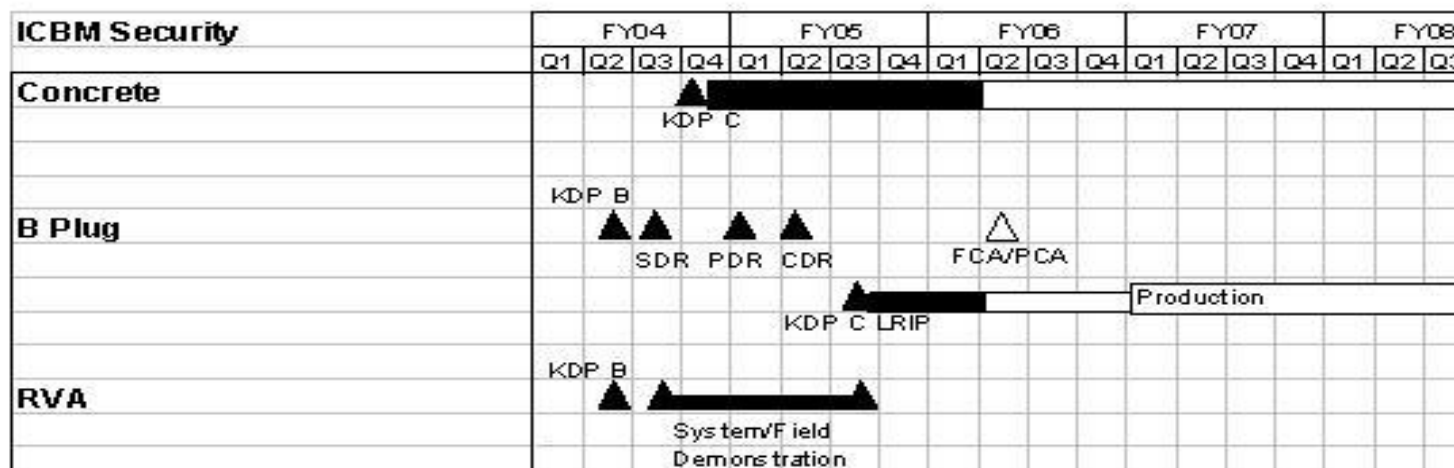 ICBM Security FY04 FY05 FY06 FY07 FY08
Q1 Q2 Q3 Q4 Q1 Q2 Q3 Q4 Q1 Q2 Q3 Q4 Q1 Q2 Q3 Q4 Q1 Q2 Q3
Concrete
KDP C
KDP B
B Plug
SDR PDR CDR FCA/PCA
Production
KDP C LRIP
KDP B
RVA
System/Field
Demonstration